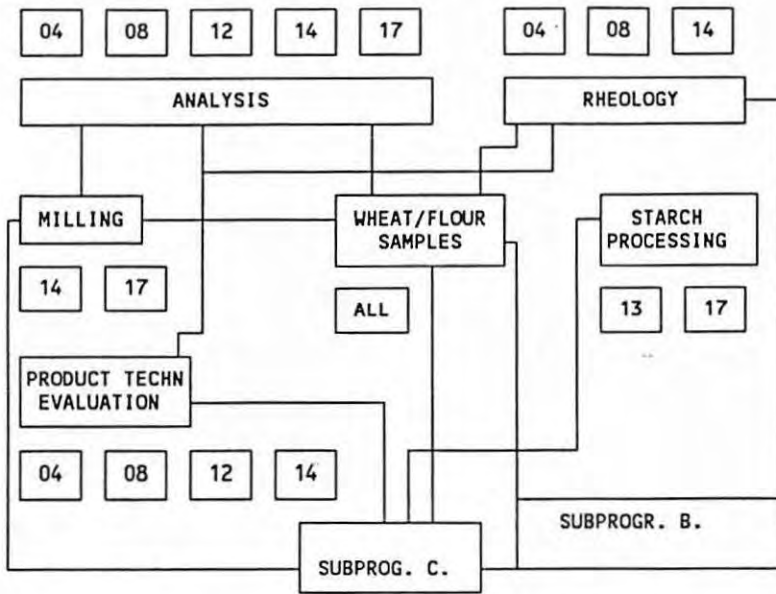 04 08 12 14 17 04 08 14
ANALYSIS RHEOLOGY
MILLING WHEAT/FLOUR SAMPLES STARCH PROCESSING
14 17 ALL 13 17
PRODUCT TECHN
EVALUATION
04 08 12 14
SUBPROGR. B.
SUBPROG. C.